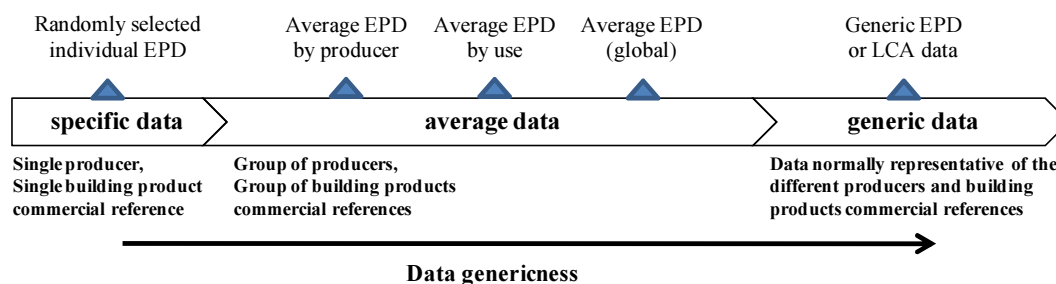 Randomly selected
individual EPD
Average EPD
by producer
Average EPD
by use
Average EPD
(global)
Generic EPD
or LCA data
specific data
average data
generic data
Single producer,
Single building product
commercial reference
Group of producers,
Group of building products
commercial references
Data normally representative of the
different producers and building
products commercial references
Data genericness